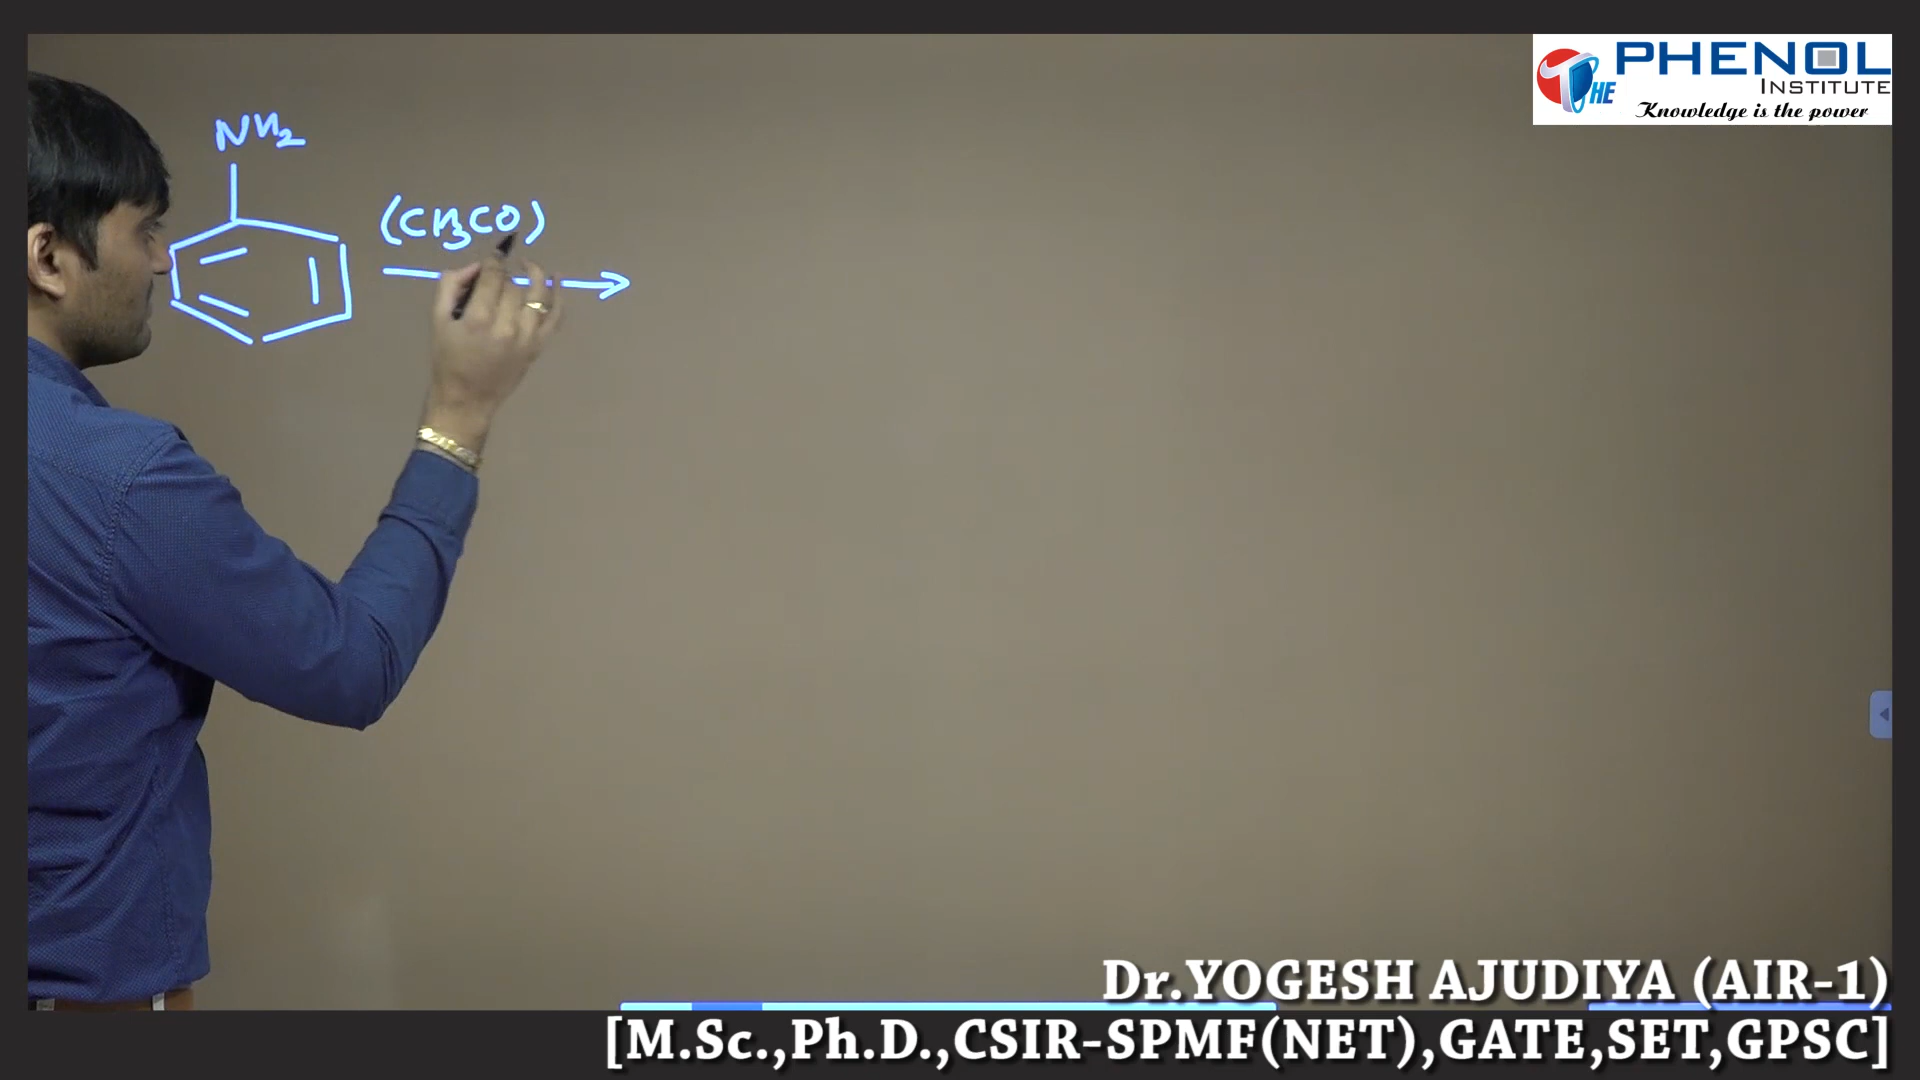 THE PHENOL
INSTITUTE
Knowledge is the power
NH2
(CH3CO)
Dr.YOGESH AJUDIYA (AIR-1)
[M.Sc.,Ph.D.,CSIR-SPMF(NET),GATE,SET,GPSC]